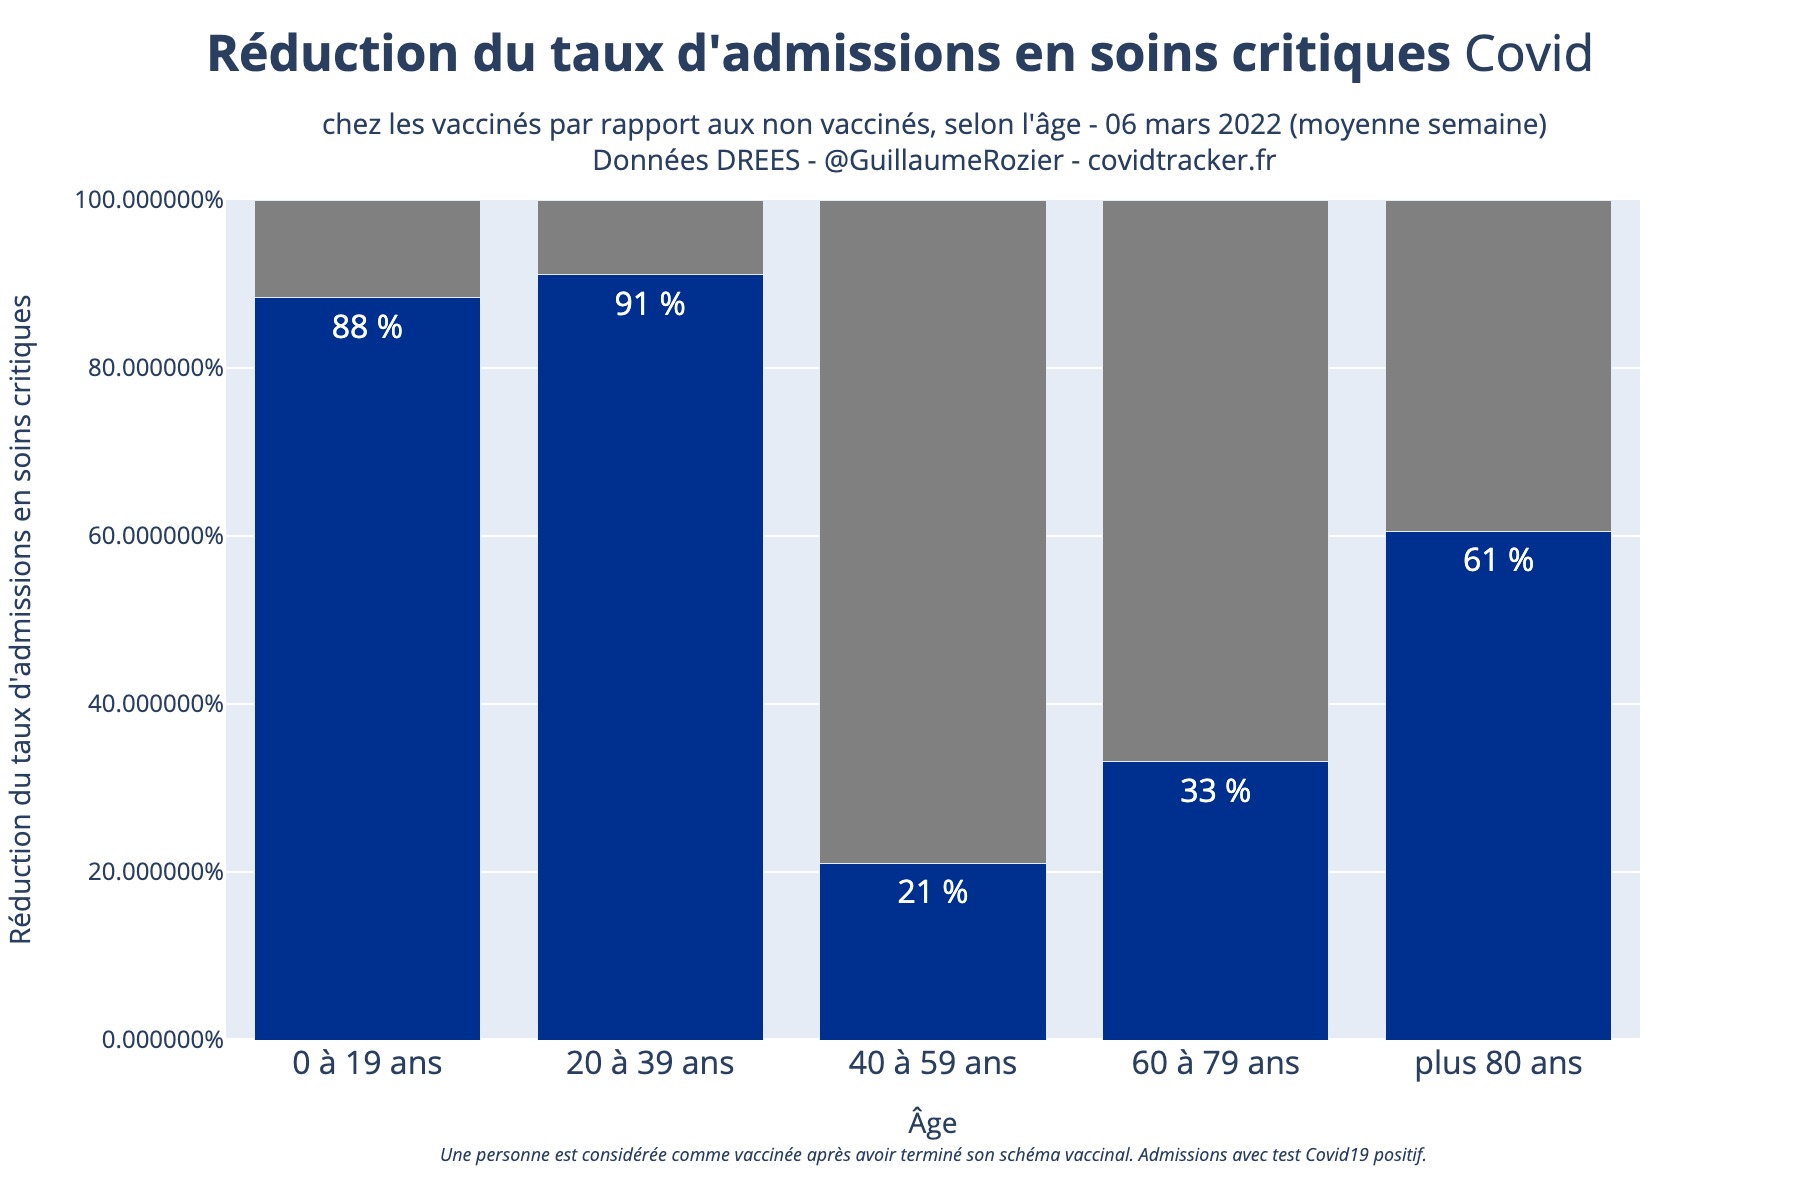 Réduction du taux d'admissions en soins critiques Covid
chez les vaccinés par rapport aux non vaccinés, selon l'âge - 06 mars 2022 (moyenne semaine)
Données DREES - @GuillaumeRozier - covidtracker.fr
Réduction du taux d'admissions en soins critiques
100.000000%
80.000000%
60.000000%
40.000000%
20.000000%
0.000000%
88 %
91 %
21 %
33 %
61 %
0 à 19 ans
20 à 39 ans
40 à 59 ans
60 à 79 ans
plus 80 ans
Âge
Une personne est considérée comme vaccinée après avoir terminé son schéma vaccinal. Admissions avec test Covid19 positif.